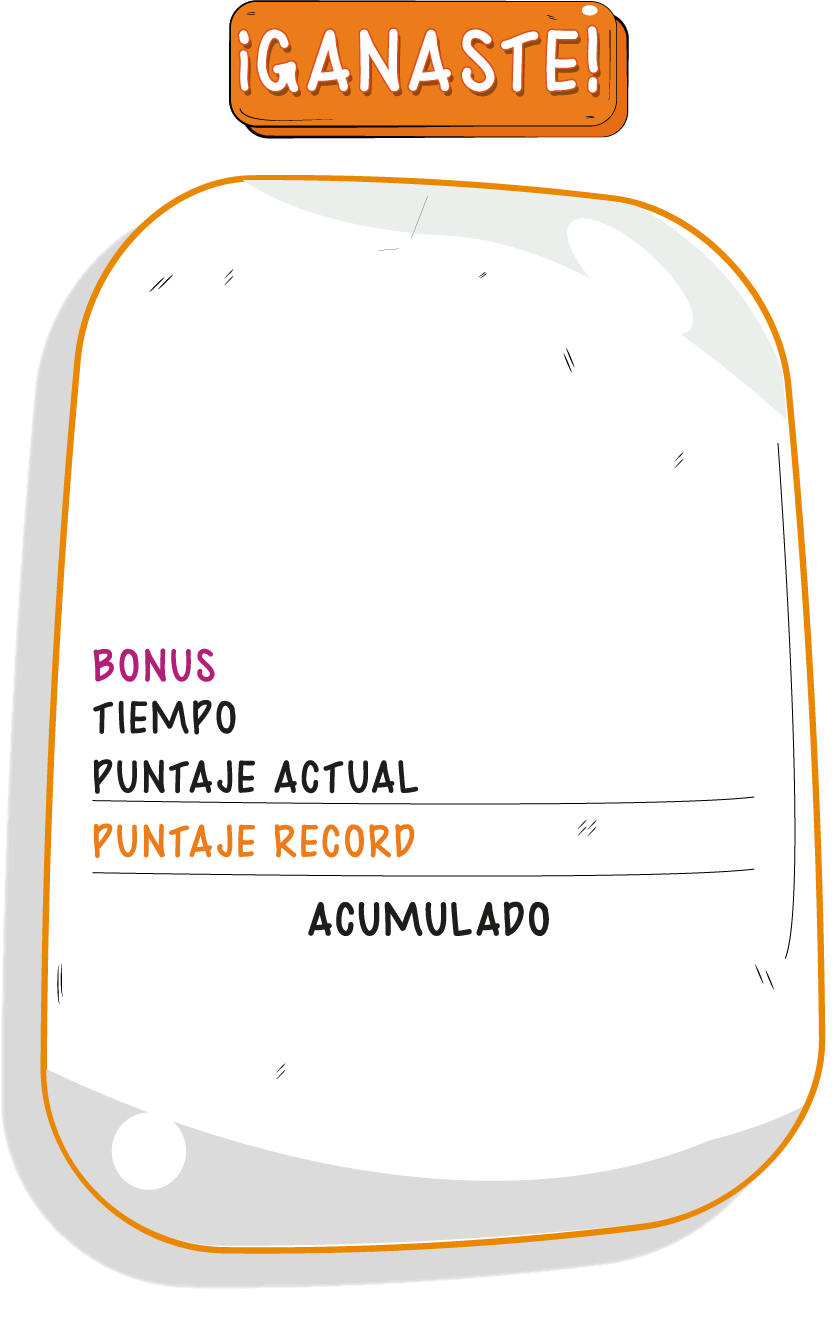 ¡GANASTE!
BONUS
TIEMPO
PUNTAJE ACTUAL
PUNTAJE RECORD
ACUMULADO